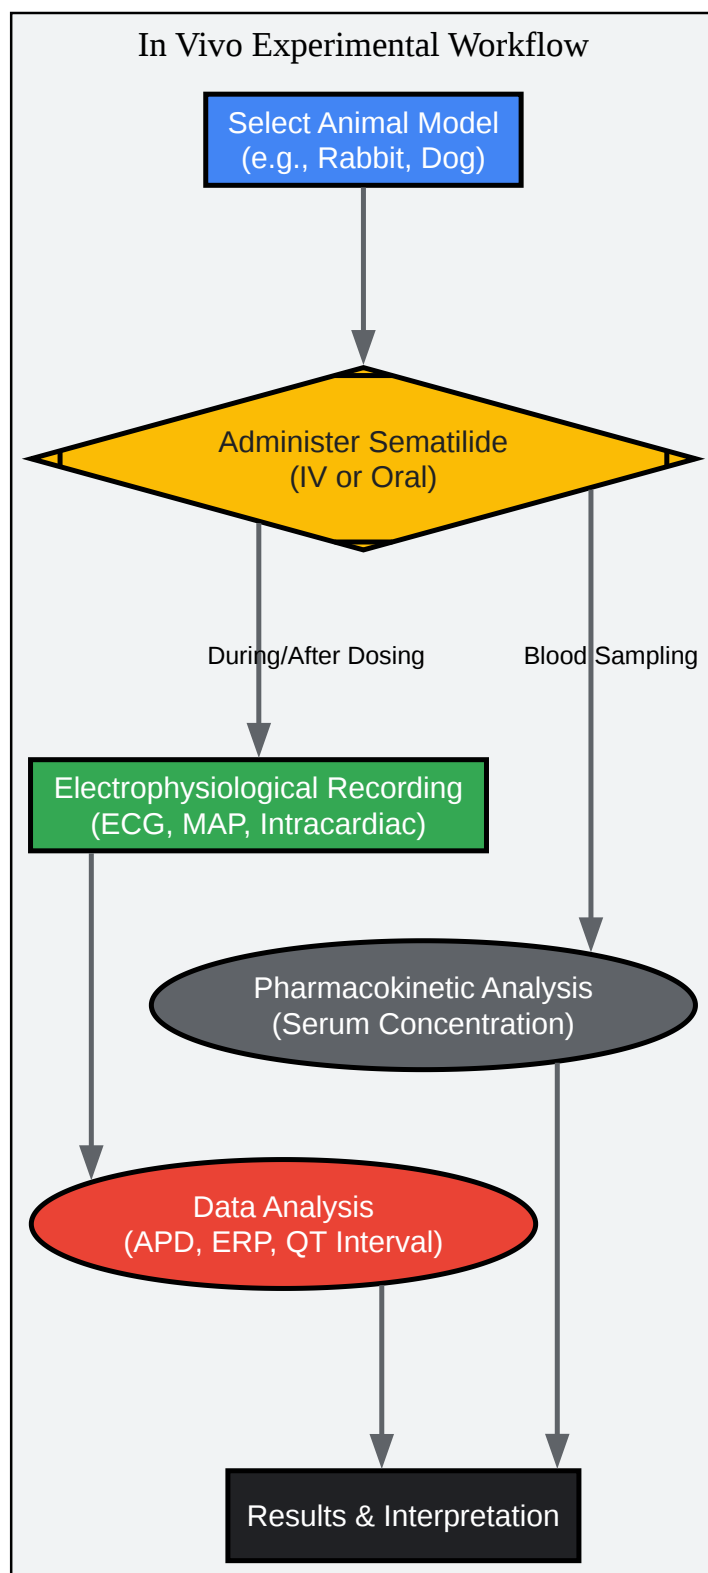 In Vivo Experimental Workflow
Select Animal Model
(e.g., Rabbit, Dog)
Administer Sematilide
(IV or Oral)
During/After Dosing
Blood Sampling
Electrophysiological Recording
(ECG, MAP, Intracardiac)
Pharmacokinetic Analysis
(Serum Concentration)
Data Analysis
(APD, ERP, QT Interval)
Results & Interpretation